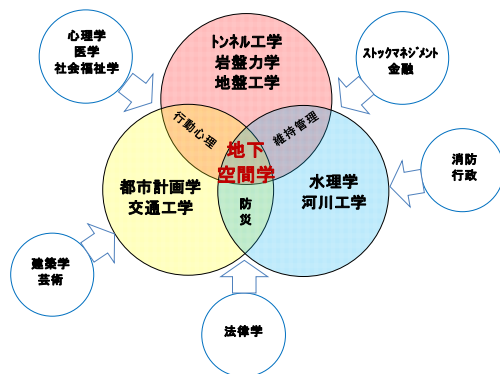 心理学
医学
社会福祉学
トンネル工学
岩盤力学
地盤工学
ストックマネジメント
金融
行動心理
維持管理
地下
空間学
都市計画学
交通工学
防
災
水理学
河川工学
消防
行政
建築学
芸術
法律学